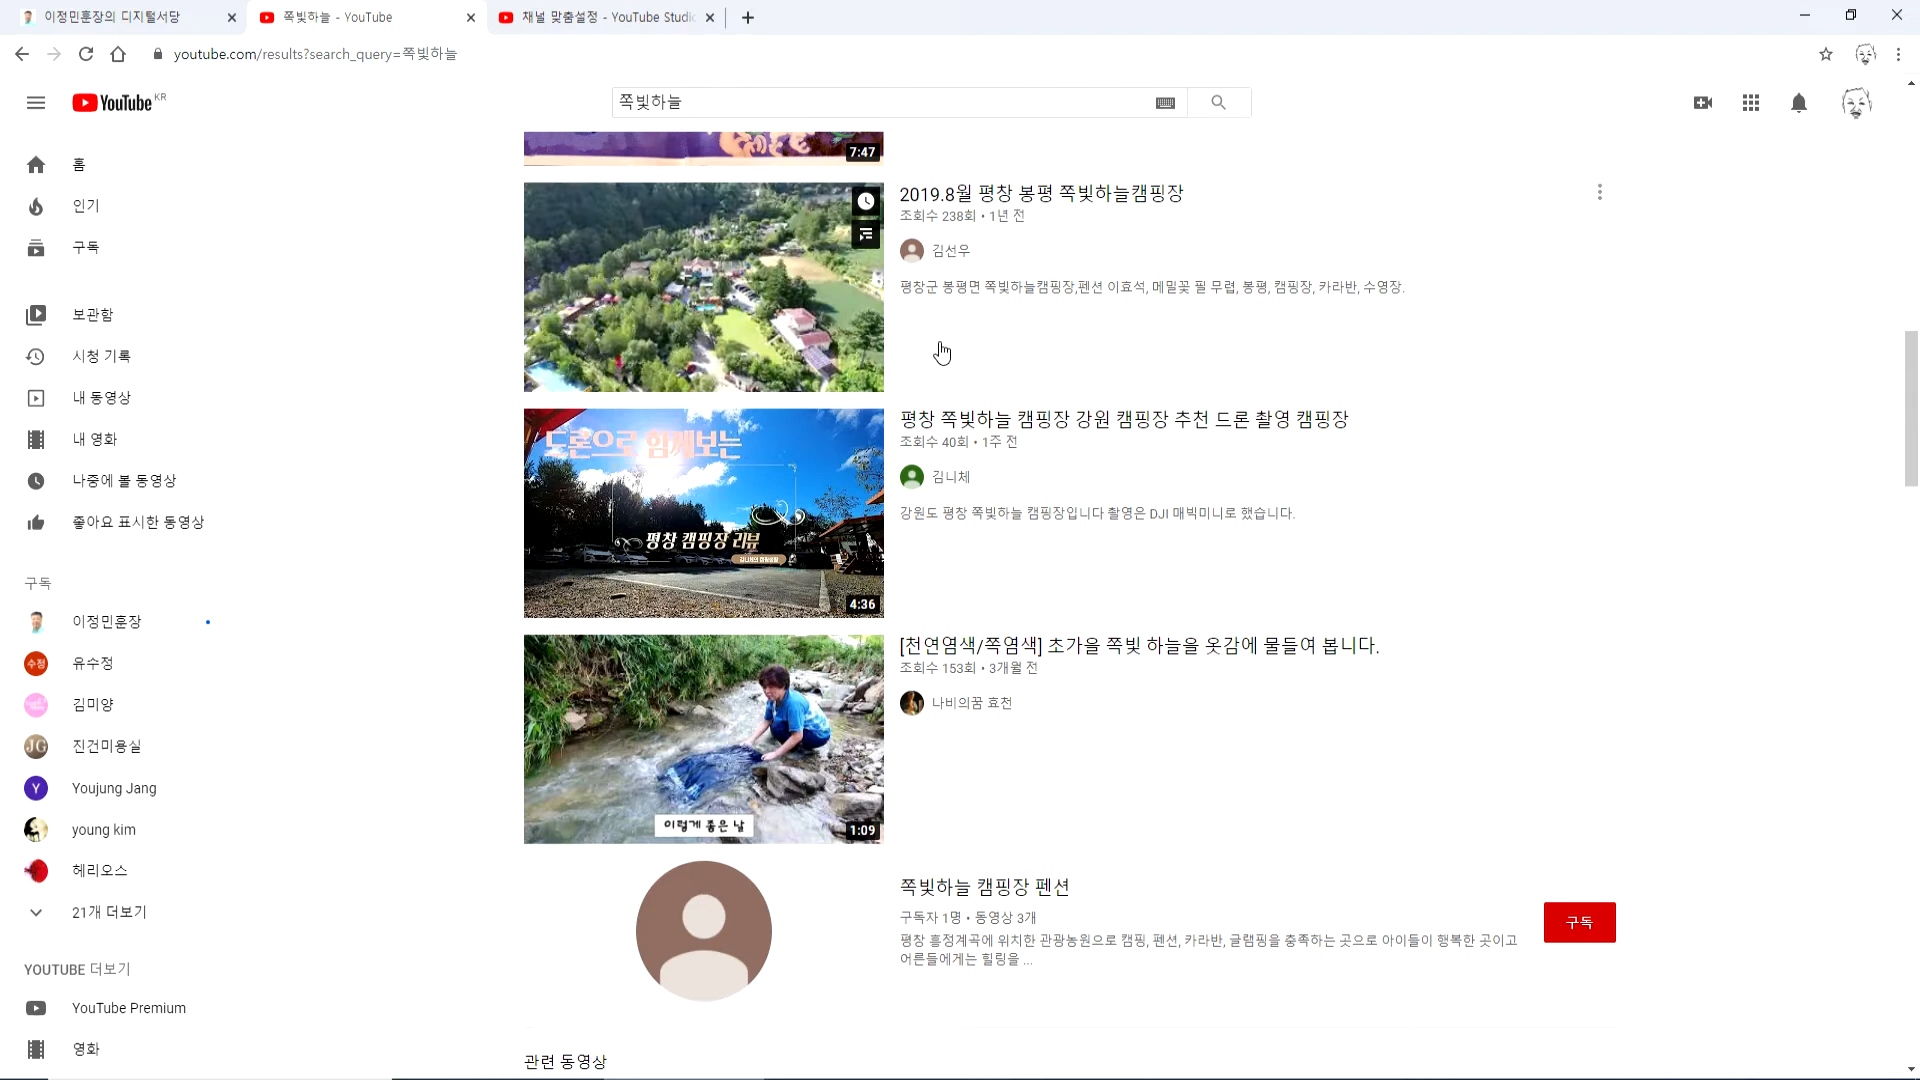 이정민훈장의 디지털서당
쪽빛하늘 - YouTube
채널 맞춤설정 - YouTube Studio
youtube.com/results?search_query=쪽빛하늘
YouTube KR
쪽빛하늘
홈
인기
구독
보관함
시청 기록
내 동영상
내 영화
나중에 볼 동영상
좋아요 표시한 동영상
구독
이정민훈장
수정
유수정
김미양
JG
진건미용실
Y
Youjung Jang
young kim
헤리오스
21개 더보기
YOUTUBE 더보기
YouTube Premium
영화
7:47
2019.8월 평창 봉평 쪽빛하늘캠핑장
조회수 238회 • 1년 전
김선우
평창군 봉평면 쪽빛하늘캠핑장,펜션 이효석, 메밀꽃 필 무렵, 봉평, 캠핑장, 카라반, 수영장.
드론으로 함께보는
평창 캠핑장 리뷰
4:36
평창 쪽빛하늘 캠핑장 강원 캠핑장 추천 드론 촬영 캠핑장
조회수 40회 • 1주 전
김니체
강원도 평창 쪽빛하늘 캠핑장입니다 촬영은 DJI 매빅미니로 했습니다.
이렇게 좋은 날
1:09
[천연염색/쪽염색] 초가을 쪽빛 하늘을 옷감에 물들여 봅니다.
조회수 153회 • 3개월 전
나비의꿈 효천
쪽빛하늘 캠핑장 펜션
구독자 1명 • 동영상 3개
평창 흥정계곡에 위치한 관광농원으로 캠핑, 펜션, 카라반, 글램핑을 충족하는 곳으로 아이들이 행복한 곳이고
어른들에게는 힐링을 ...
구독
관련 동영상